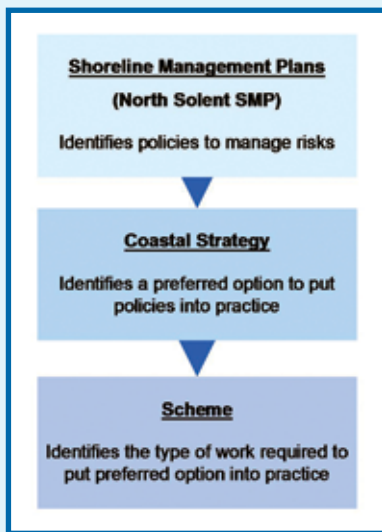 Shoreline Management Plans
(North Solent SMP)
Identifies policies to manage risks
Coastal Strategy
Identifies a preferred option to put
policies into practice
Scheme
Identifies the type of work required to
put preferred option into practice